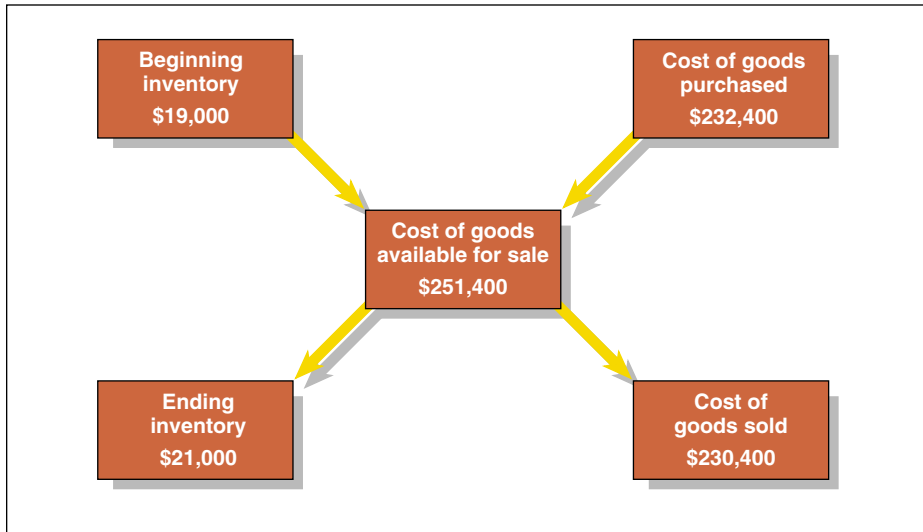 Beginning
inventory
$19,000
Cost of goods
purchased
$232,400
Cost of goods
available for sale
$251,400
Ending
inventory
$21,000
Cost of
goods sold
$230,400